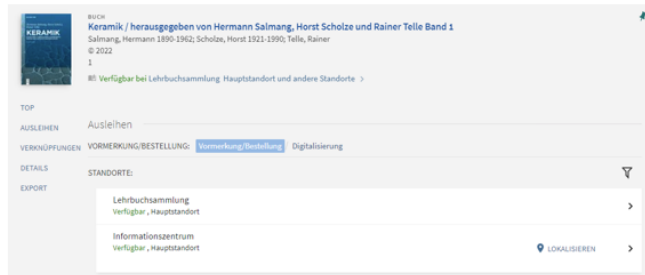 BUCH
Keramik / herausgegeben von Hermann Salmang, Horst Scholze und Rainer Telle Band 1
Salmang, Hermann 1890-1962; Scholze, Horst 1921-1990; Telle, Rainer
© 2022
1
Verfügbar bei Lehrbuchsammlung Hauptstandort und andere Standorte >
KERAMIK
TOP
AUSLEIHEN
VERKNÜPFUNGEN
DETAILS
EXPORT
Ausleihen
VORMERKUNG/BESTELLUNG: Vormerkung/Bestellung Digitalisierung
STANDORTE:
Lehrbuchsammlung
Verfügbar , Hauptstandort
Informationszentrum
Verfügbar , Hauptstandort
LOKALISIEREN